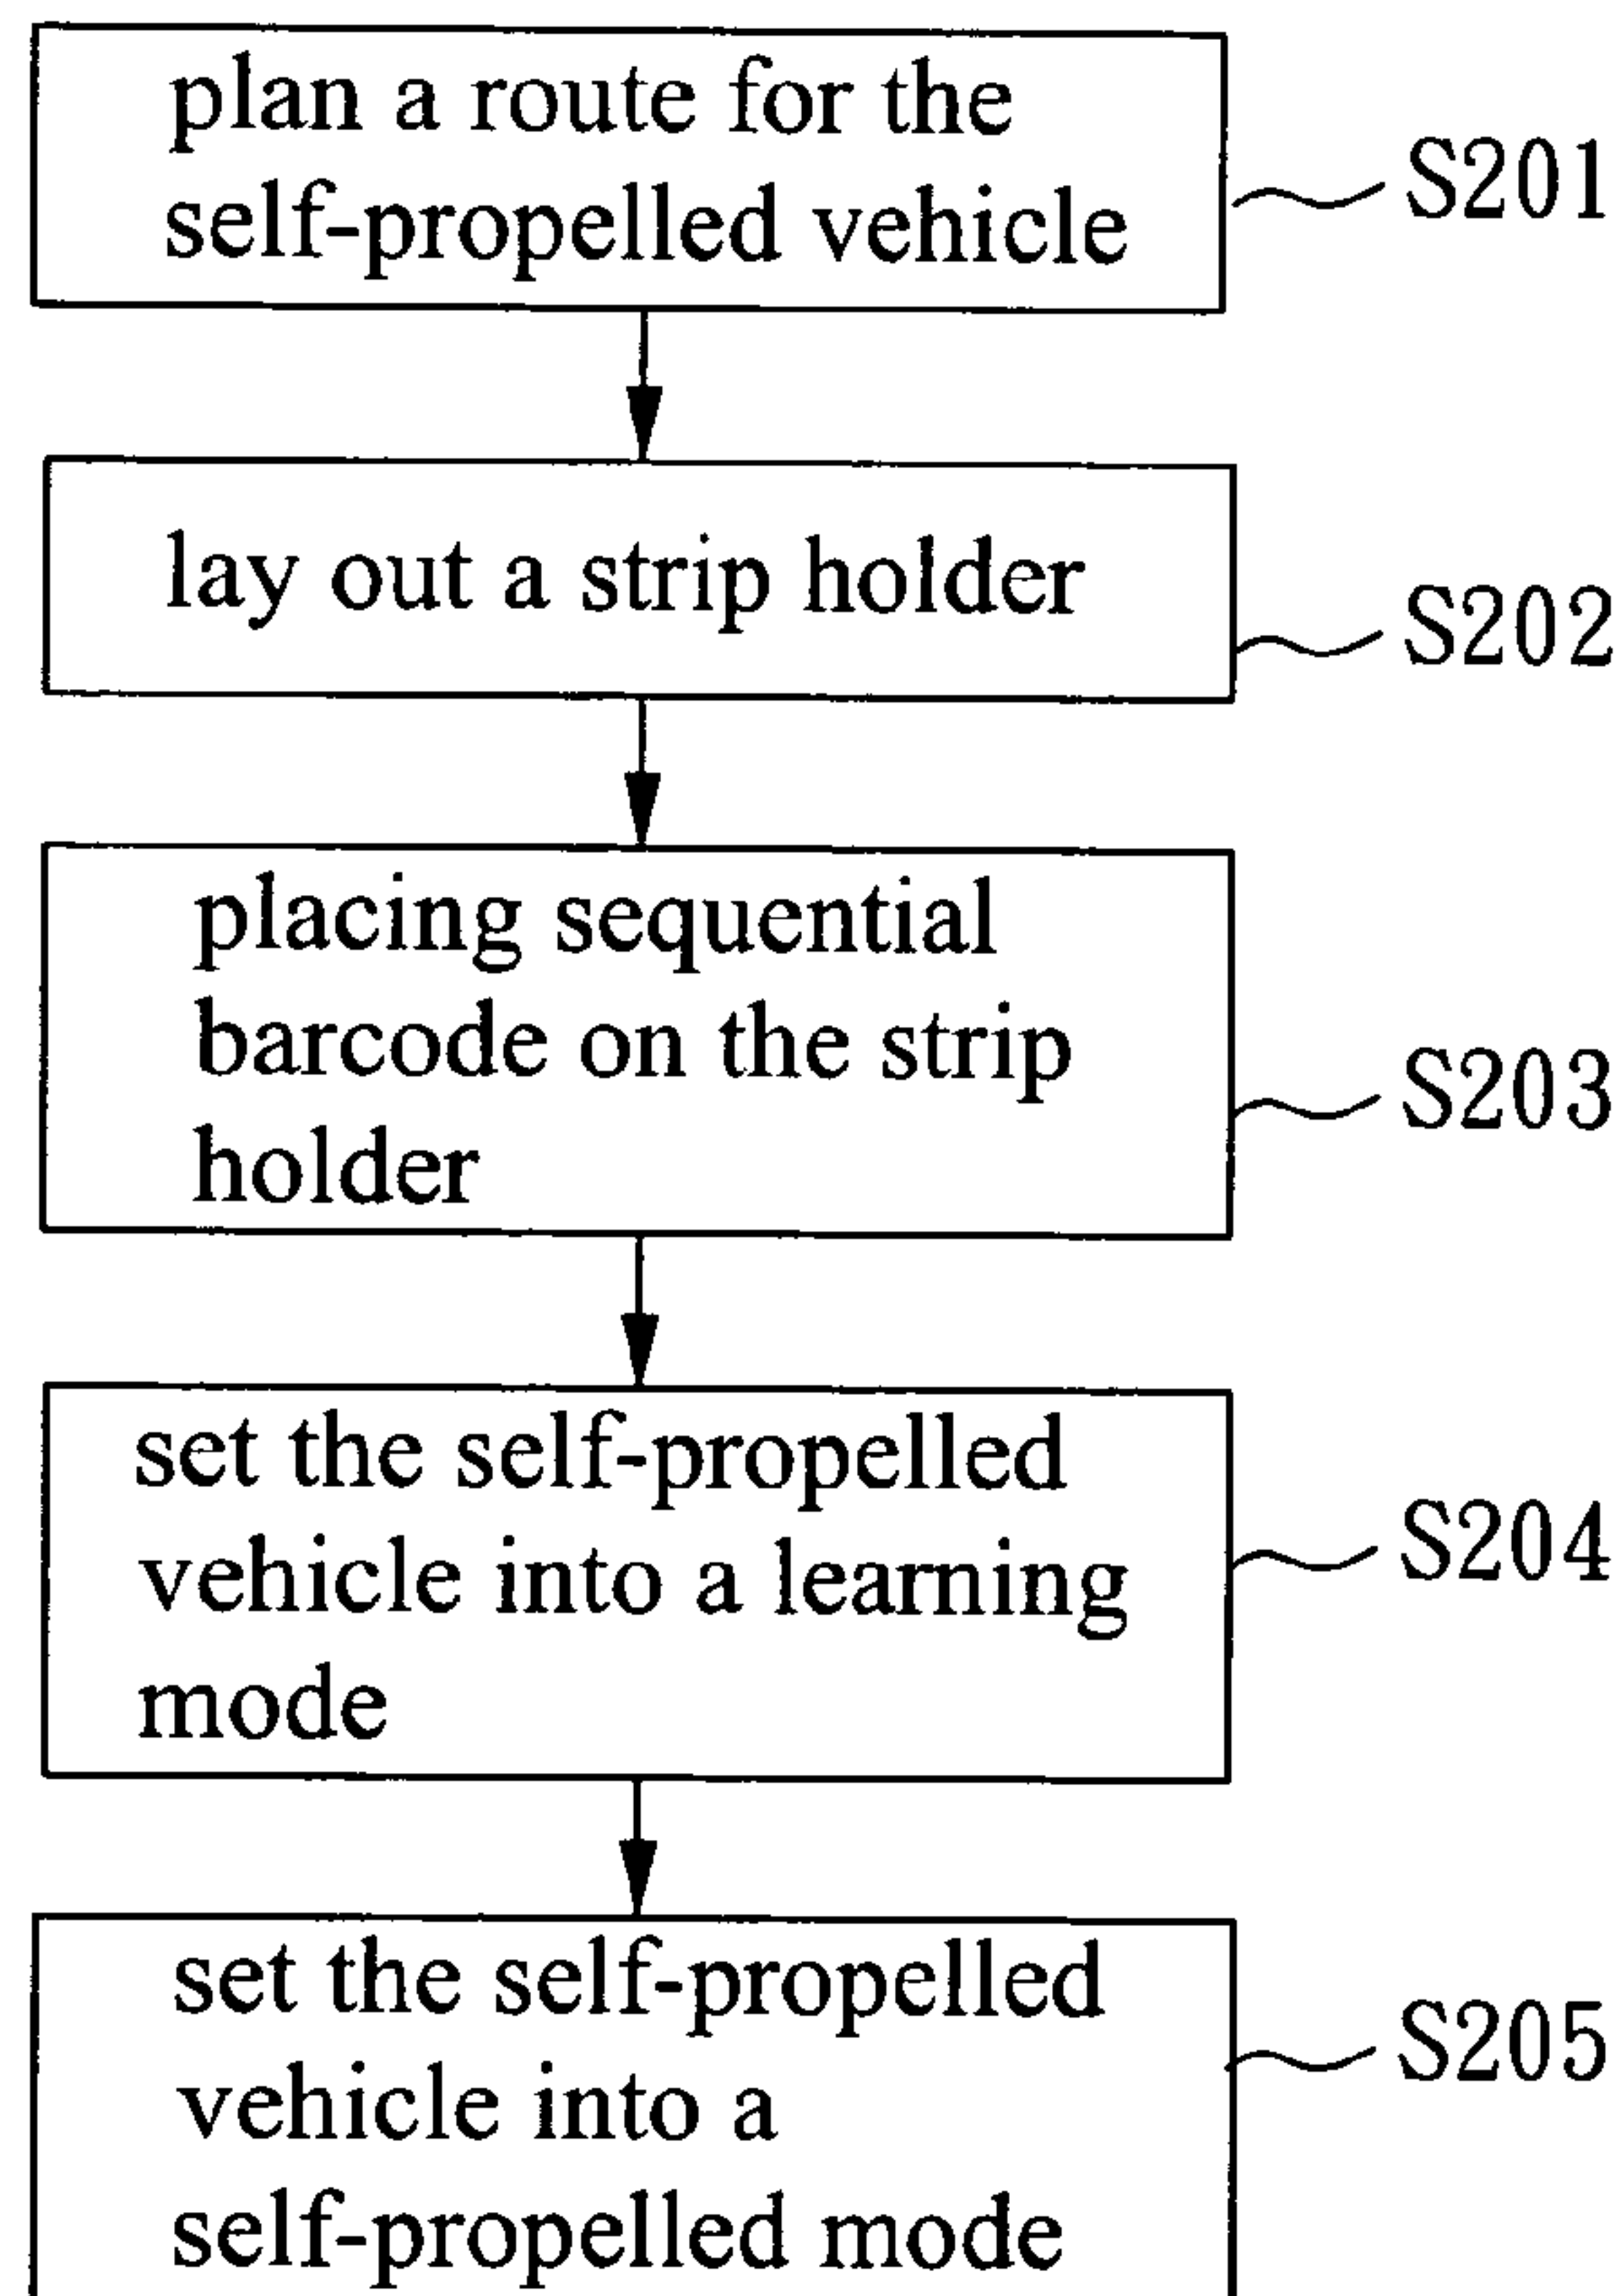 plan a route for the
self-propelled vehicle
S201
lay out a strip holder
S202
placing sequential
barcode on the strip
holder
S203
set the self-propelled
vehicle into a learning
mode
S204
set the self-propelled
vehicle into a
self-propelled mode
S205